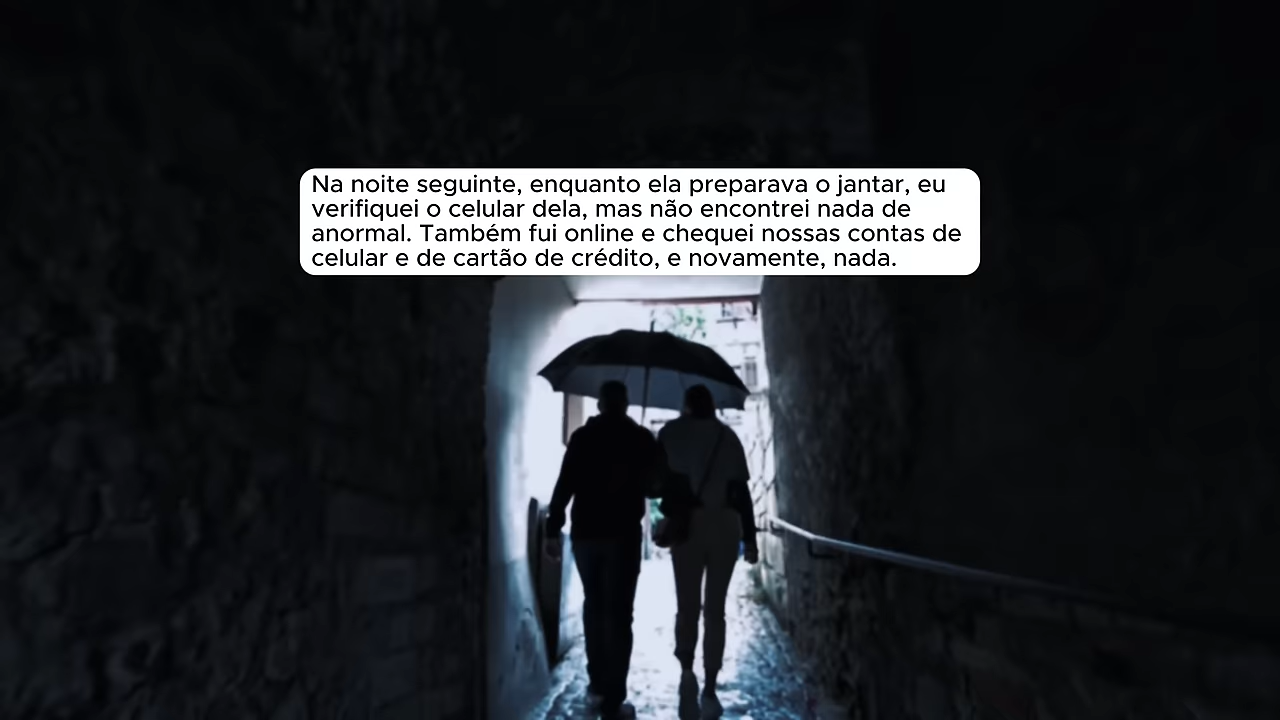 Na noite seguinte, enquanto ela preparava o jantar, eu
verifiquei o celular dela, mas não encontrei nada de
anormal. Também fui online e chequei nossas contas de
celular e de cartão de crédito, e novamente, nada.